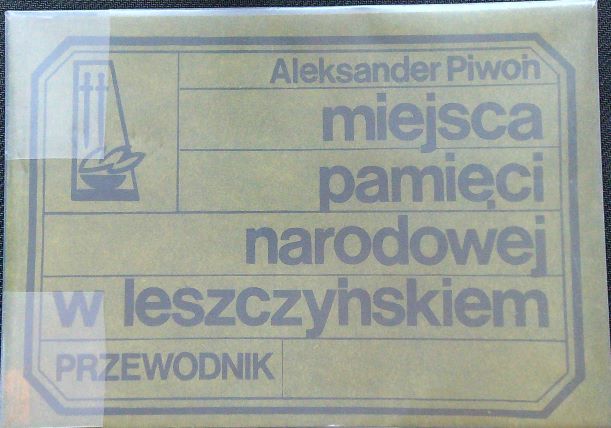 Aleksander Piwoń
miejsca
pamięci
narodowej
w leszczyńskiem
PRZEWODNIK